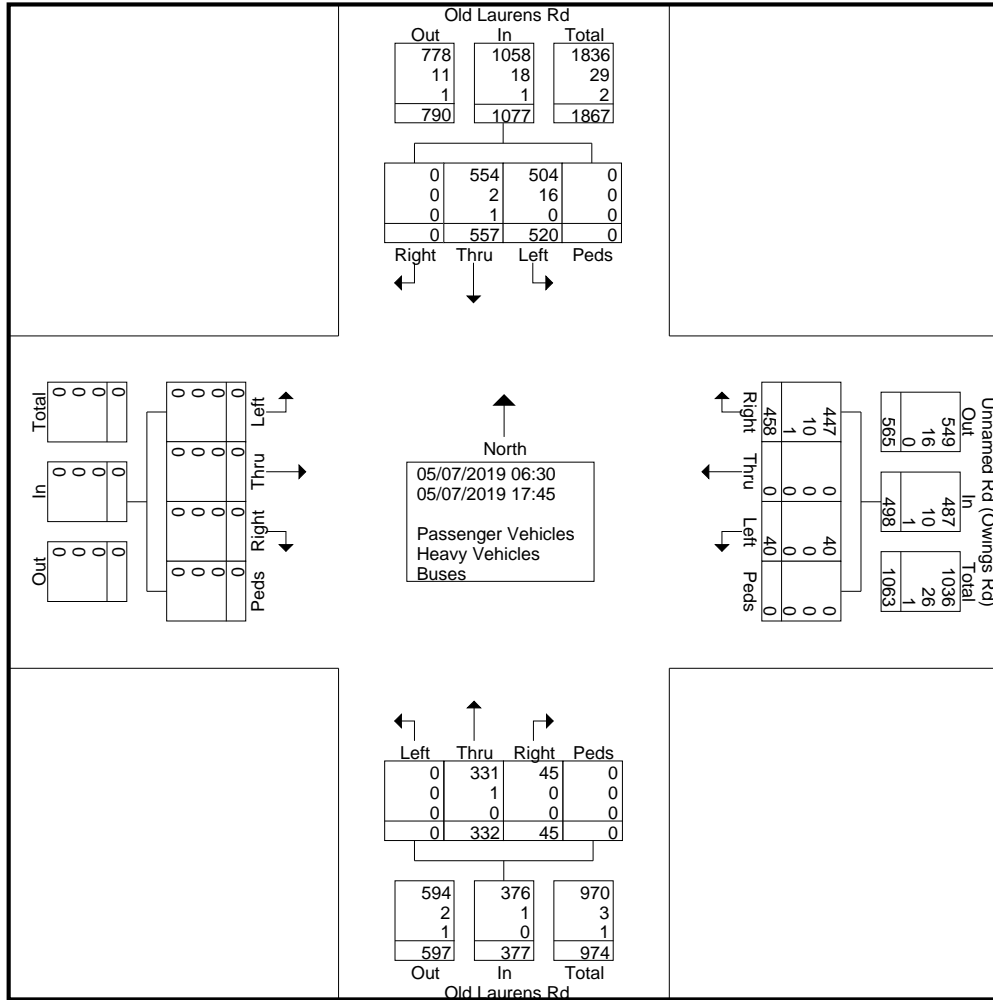 Old Laurens Rd
Out In Total
778 1058 1836
11 18 29
1 1 2
790 1077 1867
0 554 504 0
0 2 16 0
0 1 0 0
0 557 520 0
Right Thru Left Peds
Total
0 0 0 0
In
0 0 0 0
Out
0 0 0 0
Left
0 0 0 0
Thru
0 0 0 0
Right
0 0 0 0
Peds
0 0 0 0
North
05/07/2019 06:30
05/07/2019 17:45
Passenger Vehicles
Heavy Vehicles
Buses
Right Thru Left Peds
447 0 40 0
10 0 0 0
1 0 0 0
458 0 40 0
Unnamed Rd (Owings Rd)
Out In Total
549 487 1036
16 10 26
0 1 1
565 498 1063
Left Thru Right Peds
0 331 45 0
0 1 0 0
0 0 0 0
0 332 45 0
594 376 970
2 1 3
1 0 1
597 377 974
Out In Total
Old Laurens Rd